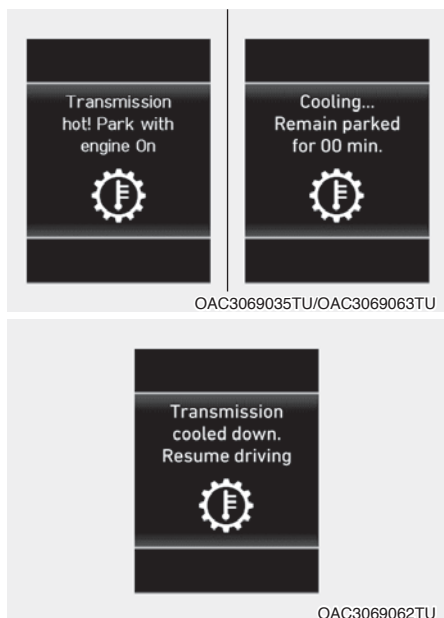 Transmission
hot! Park with
engine On
Cooling...
Remain parked
for 00 min.
OAC3069035TU/OAC3069063TU
Transmission
cooled down.
Resume driving
OAC3069062TU